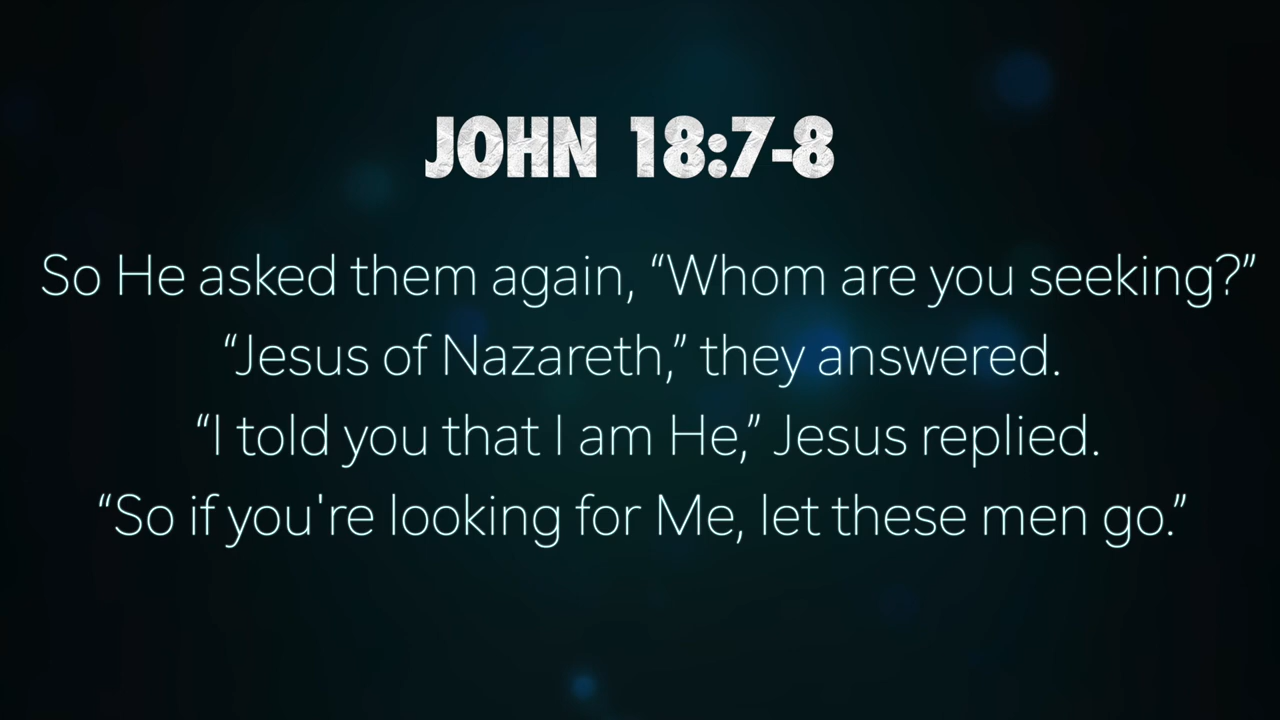 JOHN 18:7-8
So He asked them again, “Whom are you seeking?”
“Jesus of Nazareth,” they answered.
“I told you that I am He,” Jesus replied.
“So if you're looking for Me, let these men go.”